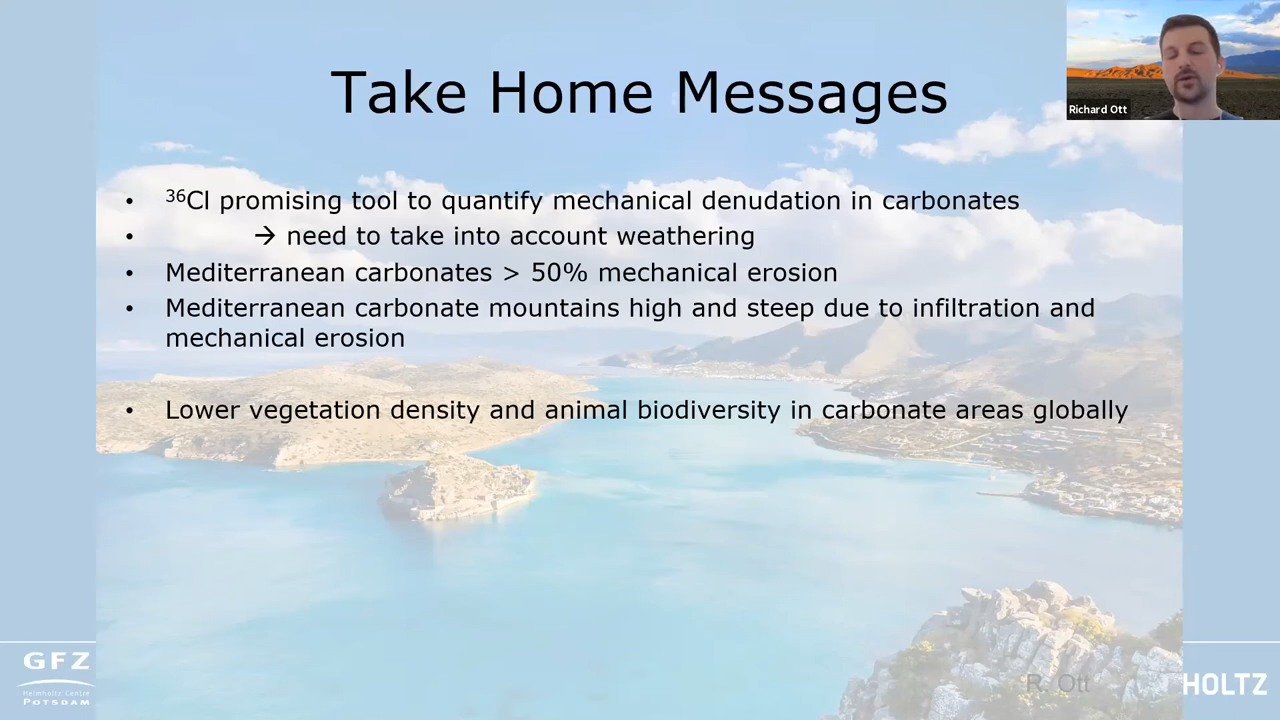 Take Home Messages
Richard Ott
• ³⁶Cl promising tool to quantify mechanical denudation in carbonates
• → need to take into account weathering
• Mediterranean carbonates > 50% mechanical erosion
• Mediterranean carbonate mountains high and steep due to infiltration and
mechanical erosion
• Lower vegetation density and animal biodiversity in carbonate areas globally
GFZ
Helmholtz Centre
POTSDAM
R. Ott
HOLTZ